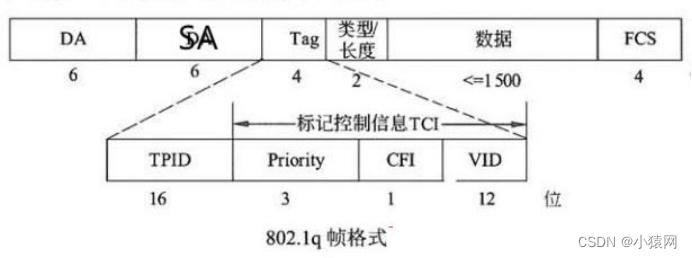 DA SA Tag 类型/长度 数据 FCS
6 6 4 2 <=1500 4
标记控制信息TCI
TPID Priority CFI VID
16 3 1 12 位
802.1q 帧格式
CSDN @小猿网